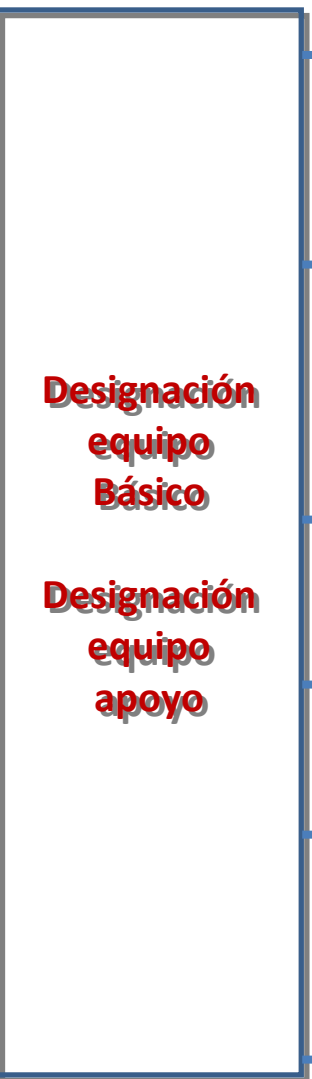 Designación
equipo
Básico
Designación
equipo
apoyo